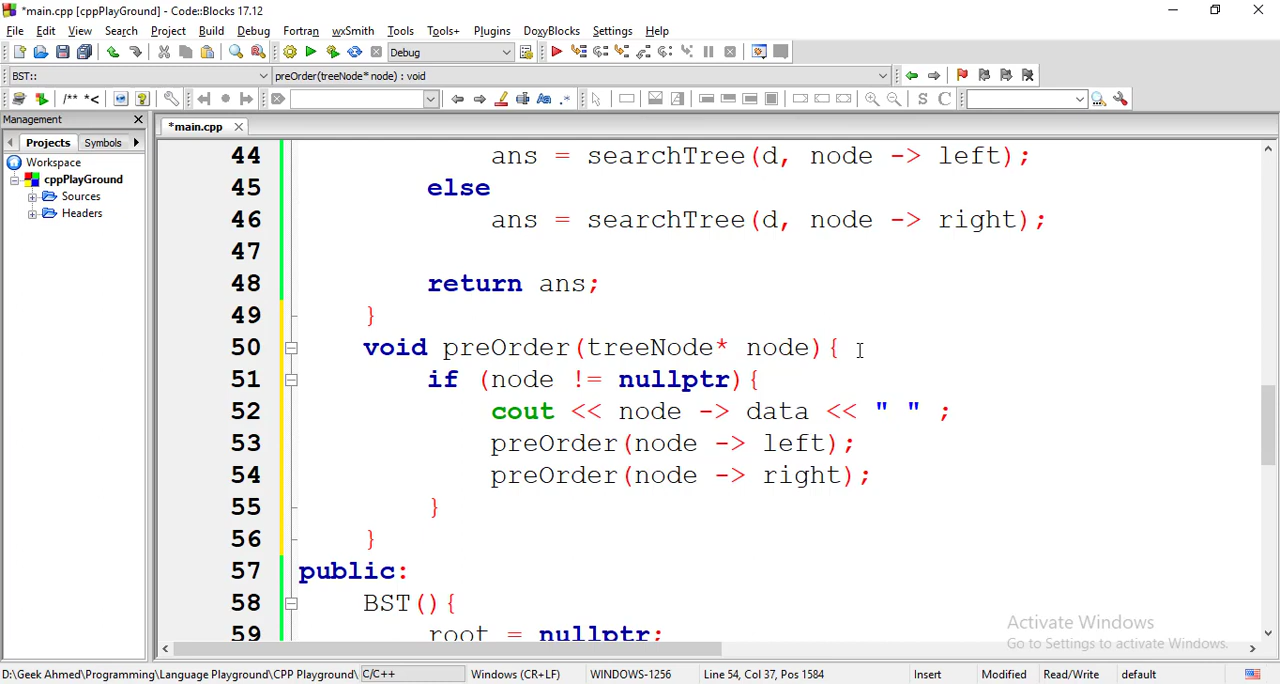 *main.cpp [cppPlayGround] - Code::Blocks 17.12
File Edit View Search Project Build Debug Fortran wxSmith Tools Tools+ Plugins DoxyBlocks Settings Help
Debug
BST:: preOrder(treeNode* node) : void
/** *<
S C
Management
*main.cpp
Projects Symbols
Workspace
cppPlayGround
Sources
Headers
44 ans = searchTree(d, node -> left);
45 else
46 ans = searchTree(d, node -> right);
47
48 return ans;
49 }
50 void preOrder(treeNode* node){
51 if (node != nullptr){
52 cout << node -> data << " " ;
53 preOrder(node -> left);
54 preOrder(node -> right);
55 }
56 }
57 public:
58 BST(){
59 root = nullptr;
Activate Windows
Go to Settings to activate Windows.
D:\Geek Ahmed\Programming\Language Playground\CPP Playground\ C/C++ Windows (CR+LF) WINDOWS-1256 Line 54, Col 37, Pos 1584 Insert Modified Read/Write default